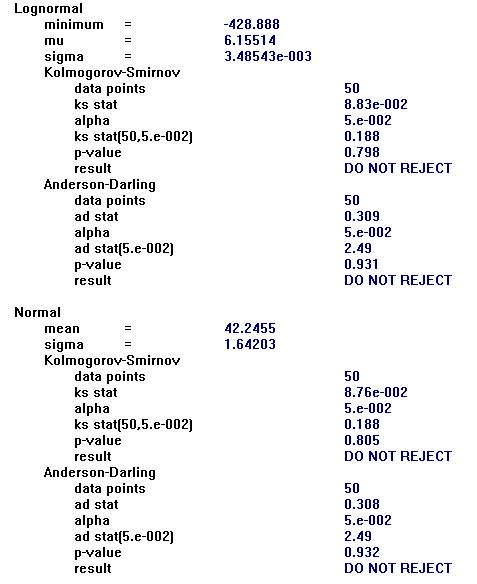 Lognormal
minimum = -428.888
mu = 6.15514
sigma = 3.48543e-003
Kolmogorov-Smirnov
data points 50
ks stat 8.83e-002
alpha 5.e-002
ks stat(50,5.e-002) 0.188
p-value 0.798
result DO NOT REJECT
Anderson-Darling
data points 50
ad stat 0.309
alpha 5.e-002
ad stat(5.e-002) 2.49
p-value 0.931
result DO NOT REJECT
Normal
mean = 42.2455
sigma = 1.64203
Kolmogorov-Smirnov
data points 50
ks stat 8.76e-002
alpha 5.e-002
ks stat(50,5.e-002) 0.188
p-value 0.805
result DO NOT REJECT
Anderson-Darling
data points 50
ad stat 0.308
alpha 5.e-002
ad stat(5.e-002) 2.49
p-value 0.932
result DO NOT REJECT